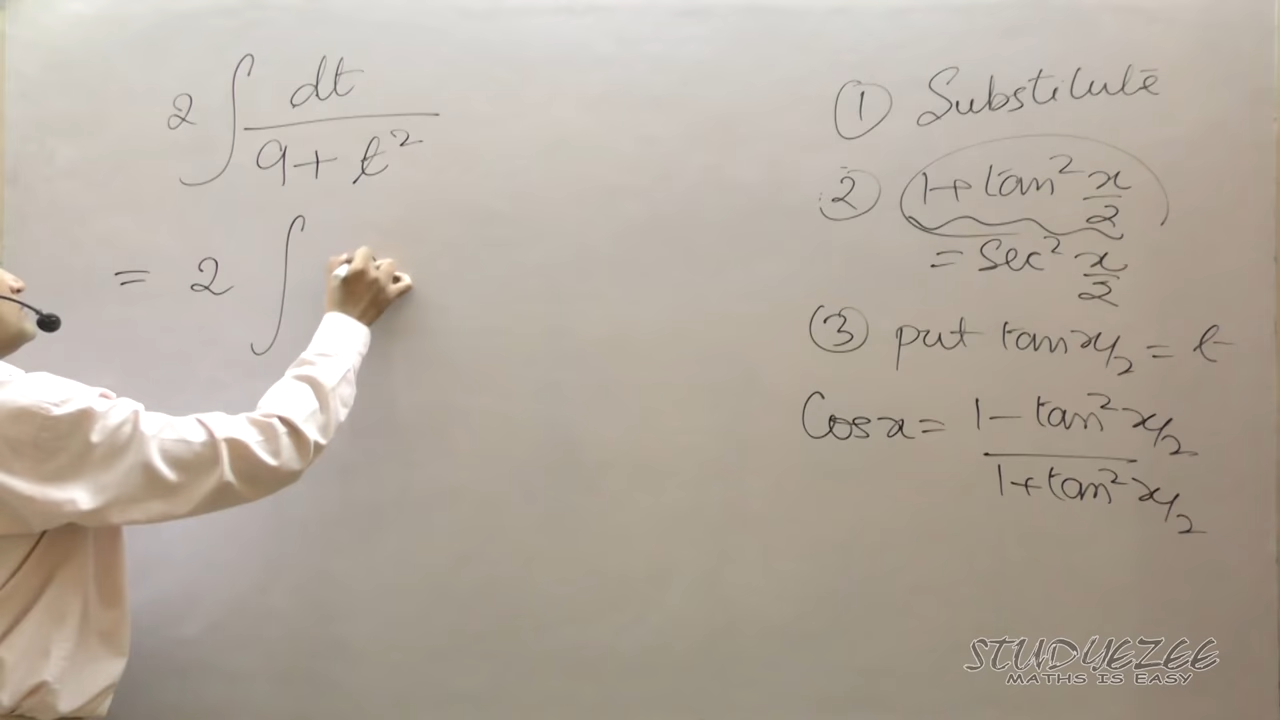 2 ∫ dt / 9 + t²
= 2 ∫
① Substitute
② 1 + tan² x/2
= Sec² x/2
③ put tan x/2 = t
Cos x = 1 − tan² x/2 / 1 + tan² x/2
STUDYEZEE
MATHS IS EASY